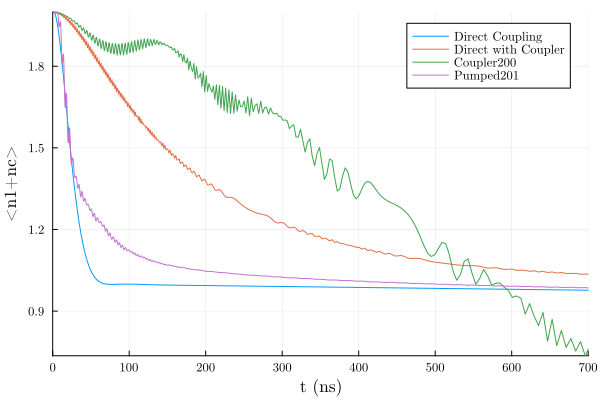 Direct Coupling
Direct with Coupler
Coupler200
Pumped201
1.8
1.5
1.2
0.9
<n1+nc>
0 100 200 300 400 500 600 700
t (ns)